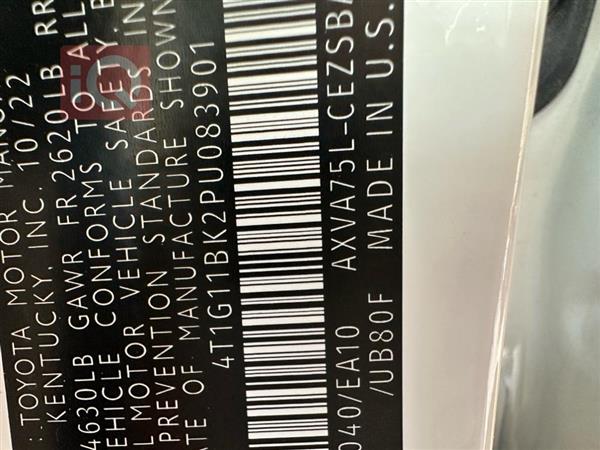 : TOYOTA MOTOR MANU
KENTUCKY, INC. 10/22
4630LB GAWR FR 2620LB RR
EHICLE CONFORMS TO ALL
L MOTOR VEHICLE SAFETY, B
PREVENTION STANDARDS IN
ATE OF MANUFACTURE SHOWN
4T1G11BK2PU083901
040/EA10 AXVA75L-CEZSBA
/UB80F MADE IN U.S.
iQ